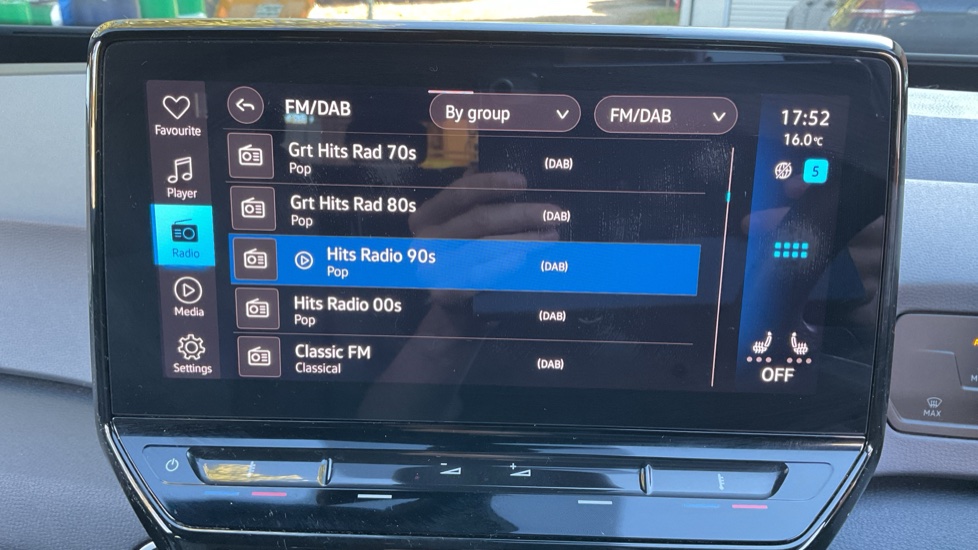 FM/DAB
By group
FM/DAB
17:52
16.0°C
5
Favourite
Player
Radio
Media
Settings
Grt Hits Rad 70s
Pop
(DAB)
Grt Hits Rad 80s
Pop
(DAB)
Hits Radio 90s
Pop
(DAB)
Hits Radio 00s
Pop
(DAB)
Classic FM
Classical
(DAB)
OFF
MAX